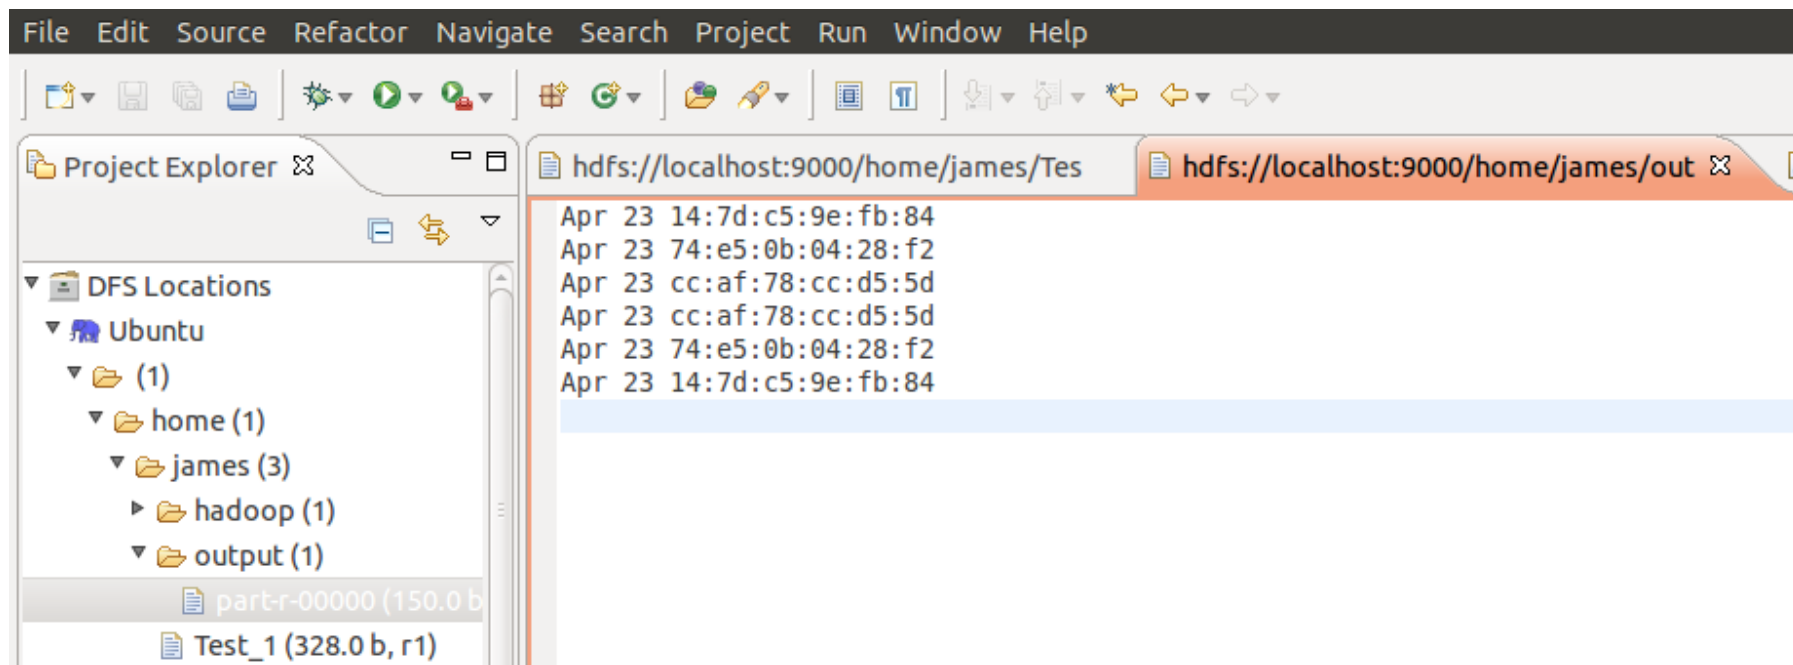 File Edit Source Refactor Navigate Search Project Run Window Help
Project Explorer
hdfs://localhost:9000/home/james/Tes
hdfs://localhost:9000/home/james/out
DFS Locations
Ubuntu
(1)
home (1)
james (3)
hadoop (1)
output (1)
part-r-00000 (150.0 b
Test_1 (328.0 b, r1)
Apr 23 14:7d:c5:9e:fb:84
Apr 23 74:e5:0b:04:28:f2
Apr 23 cc:af:78:cc:d5:5d
Apr 23 cc:af:78:cc:d5:5d
Apr 23 74:e5:0b:04:28:f2
Apr 23 14:7d:c5:9e:fb:84